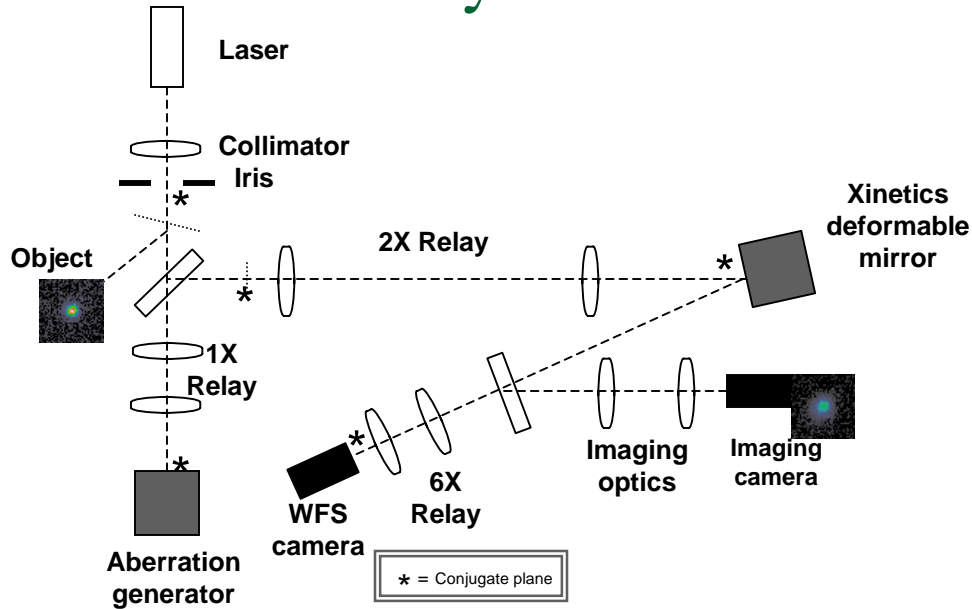 Laser
Collimator
Iris
Xinetics
deformable
mirror
2X Relay
Object
1X
Relay
Imaging
optics
Imaging
camera
6X
Relay
WFS
camera
Aberration
generator
* = Conjugate plane
*
*
*
*
*